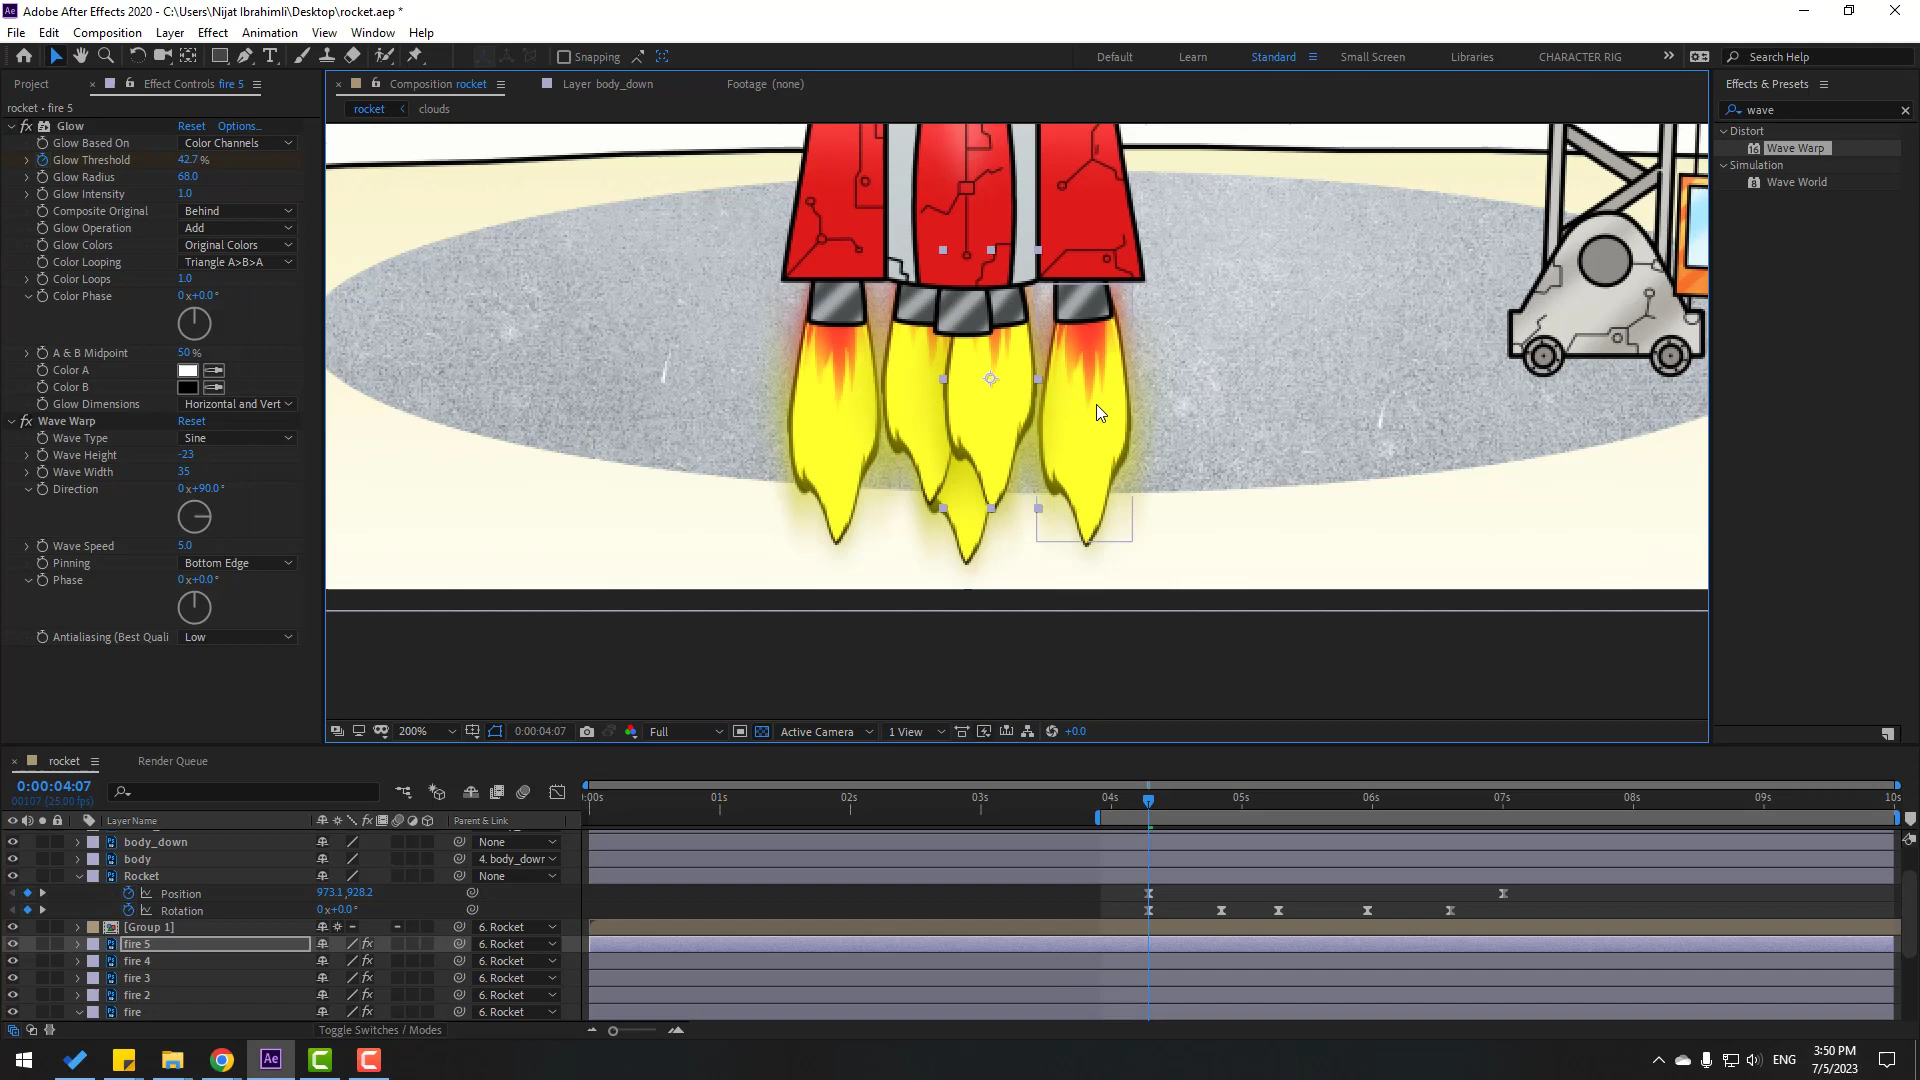 Adobe After Effects 2020 - C:\Users\Nijat Ibrahimli\Desktop\rocket.aep *
File Edit Composition Layer Effect Animation View Window Help
Snapping Default Learn Standard Small Screen Libraries CHARACTER RIG Search Help
Project Effect Controls fire 5 Composition rocket Layer body_down Footage (none) Effects & Presets
rocket • fire 5 rocket clouds wave
fx Glow Reset Options... Distort
Glow Based On Color Channels Wave Warp
Glow Threshold 42.7 % Simulation
Glow Radius 68.0 Wave World
Glow Intensity 1.0
Composite Original Behind
Glow Operation Add
Glow Colors Original Colors
Color Looping Triangle A>B>A
Color Loops 1.0
Color Phase 0 x+0.0°
A & B Midpoint 50 %
Color A
Color B
Glow Dimensions Horizontal and Vert
fx Wave Warp Reset
Wave Type Sine
Wave Height -23
Wave Width 35
Direction 0 x+90.0°
Wave Speed 5.0
Pinning Bottom Edge
Phase 0 x+0.0°
Antialiasing (Best Quali Low
200% 0:00:04:07 Full Active Camera 1 View +0.0
rocket Render Queue
0:00:04:07
00107 (25.00 fps)
:00s 01s 02s 03s 04s 05s 06s 07s 08s 09s 10s
Layer Name Parent & Link
body_down None
body 4. body_dowr
Rocket None
Position 973.1,928.2
Rotation 0 x+0.0°
[Group 1] 6. Rocket
fire 5 fx 6. Rocket
fire 4 fx 6. Rocket
fire 3 fx 6. Rocket
fire 2 fx 6. Rocket
fire 6. Rocket
Toggle Switches / Modes
Ae ENG 3:50 PM
7/5/2023